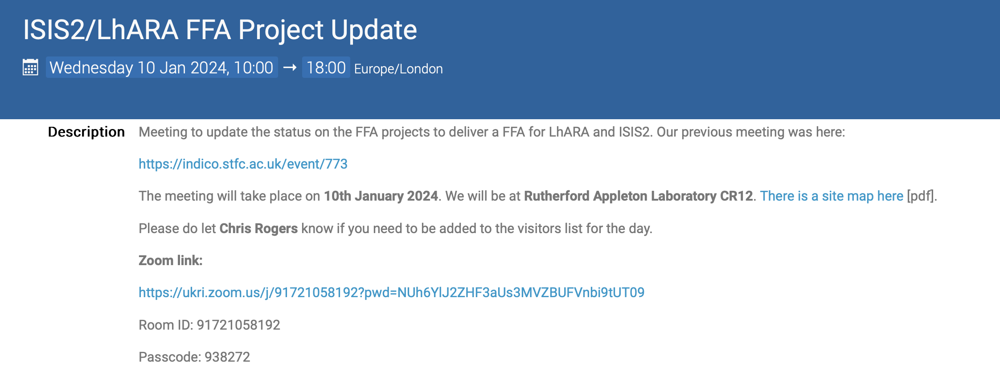 ISIS2/LhARA FFA Project Update
Wednesday 10 Jan 2024, 10:00 → 18:00 Europe/London
Description Meeting to update the status on the FFA projects to deliver a FFA for LhARA and ISIS2. Our previous meeting was here:
https://indico.stfc.ac.uk/event/773
The meeting will take place on 10th January 2024. We will be at Rutherford Appleton Laboratory CR12. There is a site map here [pdf].
Please do let Chris Rogers know if you need to be added to the visitors list for the day.
Zoom link:
https://ukri.zoom.us/j/91721058192?pwd=NUh6YlJ2ZHF3aUs3MVZBUFVnbi9tUT09
Room ID: 91721058192
Passcode: 938272